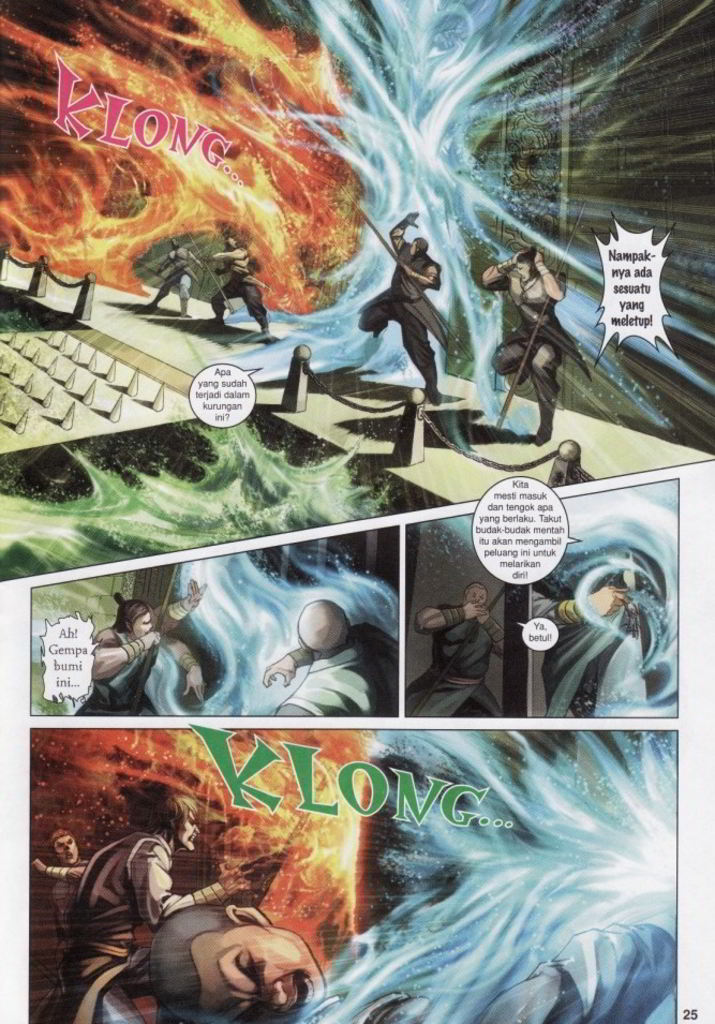 KLONG...
Nampak-
nya ada
sesuatu
yang
meletup!
Apa
yang sudah
terjadi dalam
kurungan
ini?
Ah!
Gempa
bumi
ini...
Kita
mesti masuk
dan tengok apa
yang berlaku. Takut
budak-budak mentah
itu akan mengambil
peluang ini untuk
melarikan
diri!
Ya,
betul!
KLONG...
25